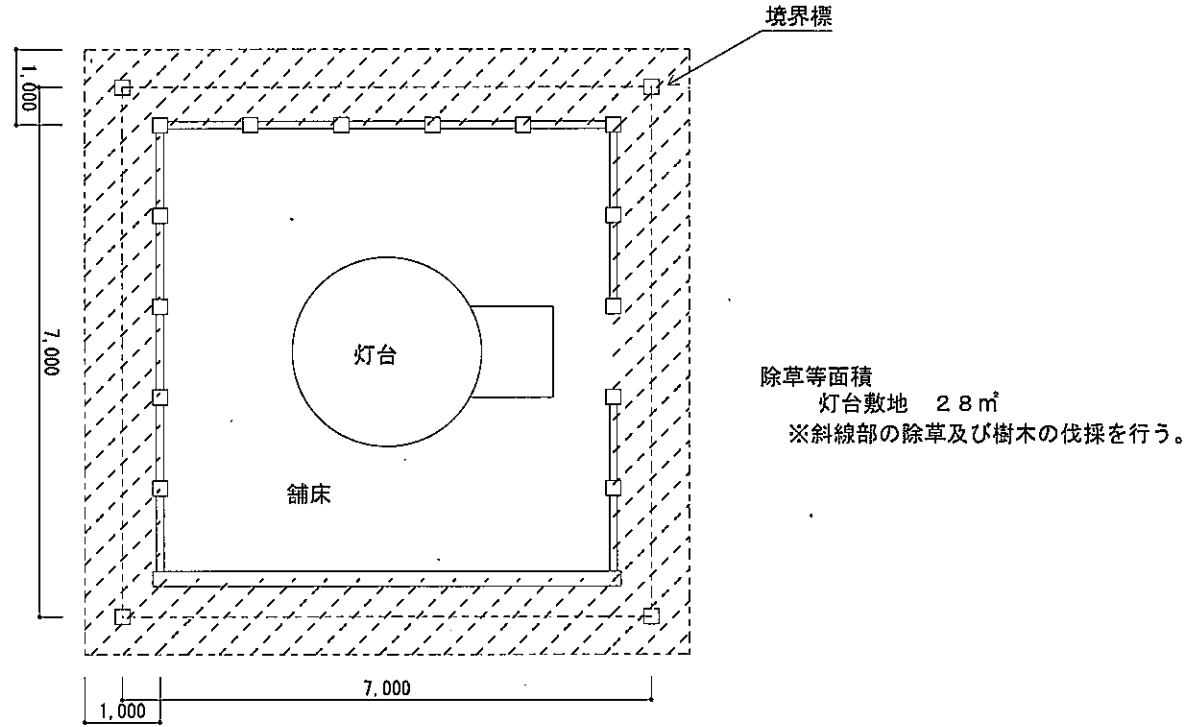 境界標
1,000
7,000
灯台
舗床
除草等面積
灯台敷地 28㎡
※斜線部の除草及び樹木の伐採を行う。
7,000
1,000